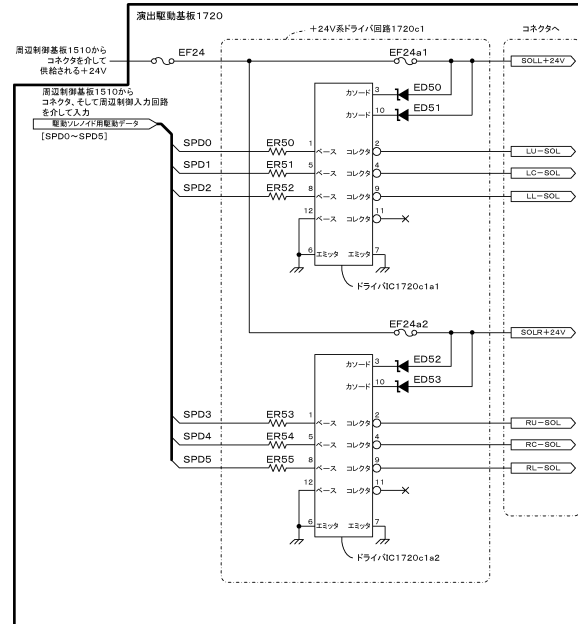 演出駆動基板1720
周辺制御基板1510から
コネクタを介して
供給される＋24V
EF24
＋24V系ドライバ回路1720c1
コネクタへ
EF24a1
SOLL＋24V
周辺制御基板1510から
コネクタ、そして周辺制御入力回路
を介して入力
駆動ソレノイド用駆動データ
[SPD0～SPD5]
カソード 3 ED50
カソード 10 ED51
SPD0 ER50 1 ベース コレクタ 2 LU－SOL
SPD1 ER51 5 ベース コレクタ 4 LC－SOL
SPD2 ER52 8 ベース コレクタ 9 LL－SOL
12 ベース コレクタ 11
6 エミッタ エミッタ 7
ドライバIC1720c1a1
EF24a2
SOLR＋24V
カソード 3 ED52
カソード 10 ED53
SPD3 ER53 1 ベース コレクタ 2 RU－SOL
SPD4 ER54 5 ベース コレクタ 4 RC－SOL
SPD5 ER55 8 ベース コレクタ 9 RL－SOL
12 ベース コレクタ 11
6 エミッタ エミッタ 7
ドライバIC1720c1a2